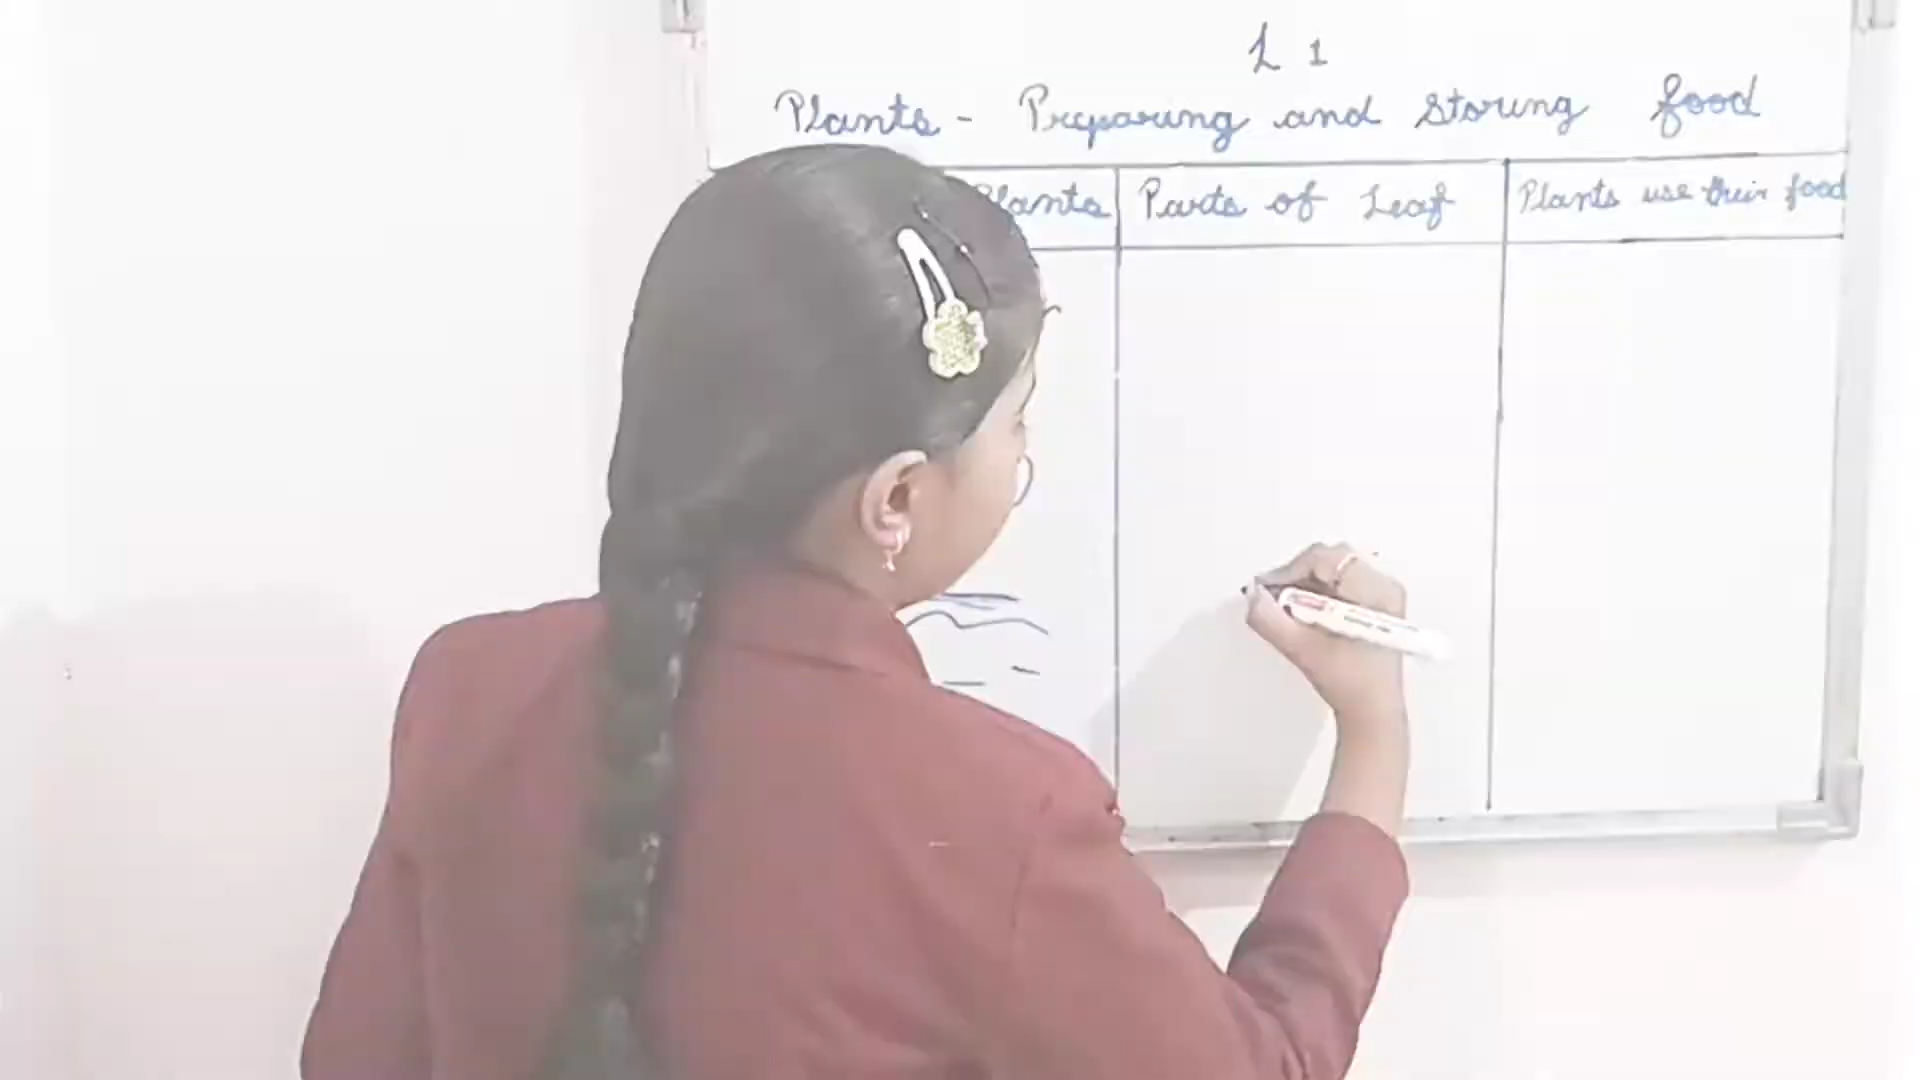 L 1
Plants - Preparing and Storing food
Plants
Parts of Leaf
Plants use their food